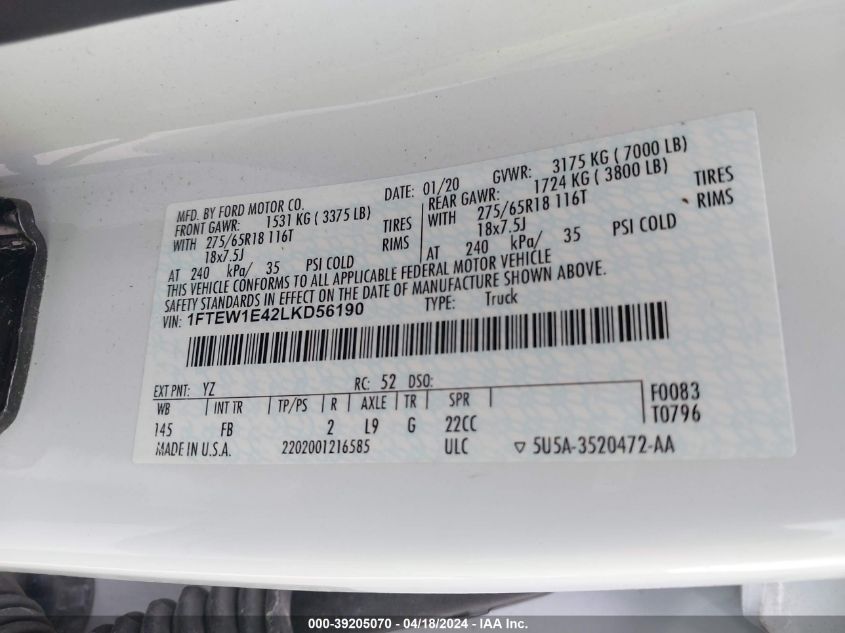 MFD. BY FORD MOTOR CO.
DATE: 01/20 GVWR: 3175 KG ( 7000 LB)
FRONT GAWR: 1531 KG ( 3375 LB)
WITH 275/65R18 116T TIRES
18x7.5J RIMS
AT 240 kPa/ 35 PSI COLD
REAR GAWR: 1724 KG ( 3800 LB)
WITH 275/65R18 116T TIRES
18x7.5J RIMS
AT 240 kPa/ 35 PSI COLD
THIS VEHICLE CONFORMS TO ALL APPLICABLE FEDERAL MOTOR VEHICLE
SAFETY STANDARDS IN EFFECT ON THE DATE OF MANUFACTURE SHOWN ABOVE.
VIN: 1FTEW1E42LKD56190 TYPE: Truck
EXT PNT: YZ RC: 52 DSO:
WB INT TR TP/PS R AXLE TR SPR
145 FB 2 L9 G 22CC
F0083
T0796
MADE IN U.S.A. 2202001216585 ULC ▽ 5U5A-3520472-AA
000-39205070 - 04/18/2024 - IAA Inc.